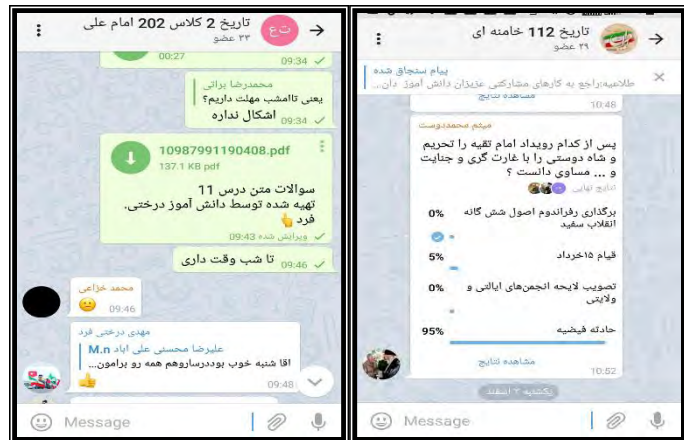 تاریخ 2 کلاس 202 امام علی
۳۳ عضو
تع
00:27
09:34
محمدرضا براتی
یعنی تاامشب مهلت داریم؟
اشکال نداره
09:34
10987991190408.pdf
137.1 KB pdf
سوالات متن درس 11
تهیه شده توسط دانش آموز درختی.
فرد👆
ویرایش شده 09:43
تا شب وقت داری
09:46
محمد خزاعی
😕
09:46
مهدی درختی فرد
علیرضا محسنی علی اباد M.n
اقا شنبه خوب بوددرساروهم همه رو برامون...
👍
09:48
Message
تاریخ 112 خامنه ای
۲۹ عضو
پیام سنجاق شده
طلاعیه:راجع به کارهای مشارکتی عزیزان دانش آموز دان...
مشاهده نتایج
10:48
میثم محمددوست
پس از کدام رویداد امام تقیه را تحریم
و شاه دوستی را با غارت گری و جنایت
و ... مساوی دانست ؟
نتایج نهایی
برگذاری رفراندوم اصول شش گانه
انقلاب سفید
0%
قیام ۱۵خرداد
5%
تصویب لایحه انجمن‌های ایالتی و
ولایتی
0%
حادثه فیضیه
95%
مشاهده نتایج
10:52
یکشنبه ۳ اسفند
Message